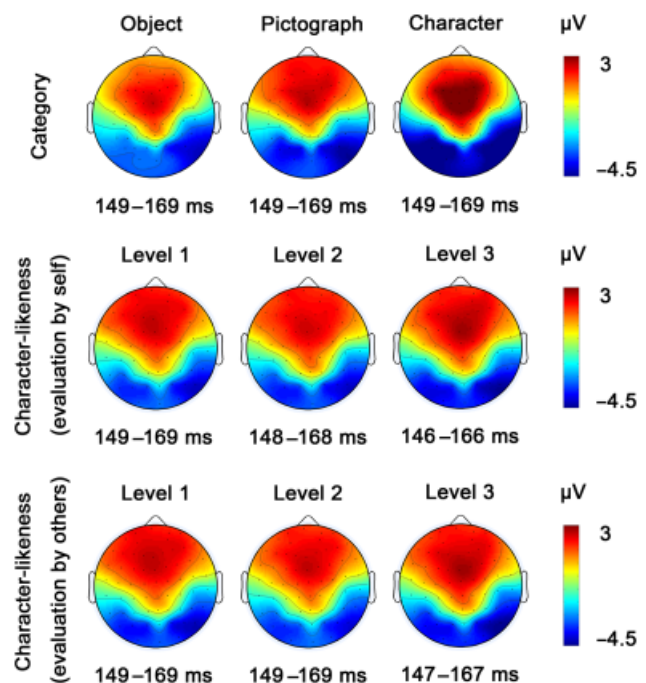 Object Pictograph Character µV
Category
3
−4.5
149–169 ms 149–169 ms 149–169 ms
Level 1 Level 2 Level 3 µV
Character-likeness
(evaluation by self)
3
−4.5
149–169 ms 148–168 ms 146–166 ms
Level 1 Level 2 Level 3 µV
Character-likeness
(evaluation by others)
3
−4.5
149–169 ms 149–169 ms 147–167 ms